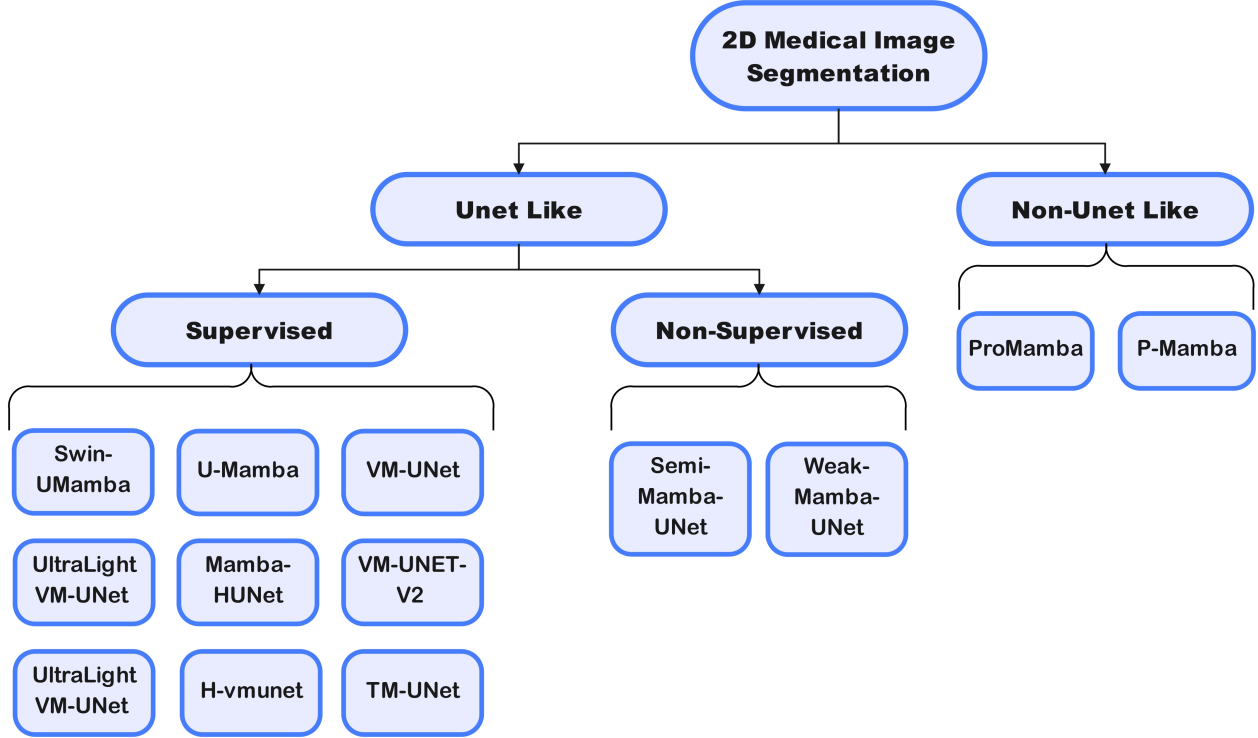 2D Medical Image
Segmentation
Unet Like
Non-Unet Like
Supervised
Non-Supervised
ProMamba
P-Mamba
Swin-
UMamba
U-Mamba
VM-UNet
Semi-
Mamba-
UNet
Weak-
Mamba-
UNet
UltraLight
VM-UNet
Mamba-
HUNet
VM-UNET-
V2
UltraLight
VM-UNet
H-vmunet
TM-UNet